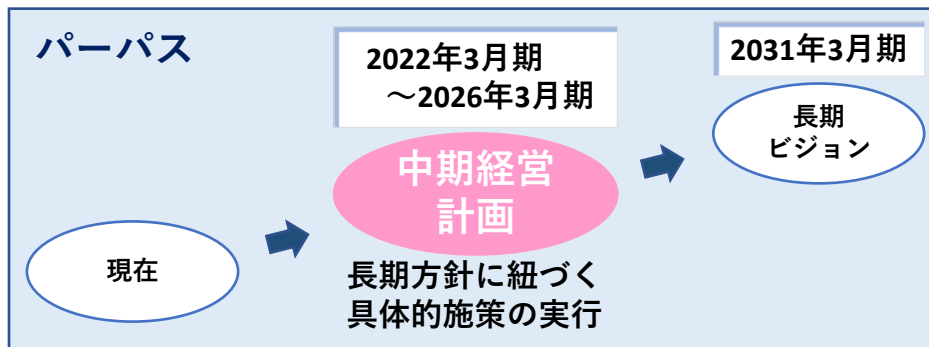 パーパス
2022年3月期
～2026年3月期
2031年3月期
長期
ビジョン
中期経営
計画
現在
長期方針に紐づく
具体的施策の実行